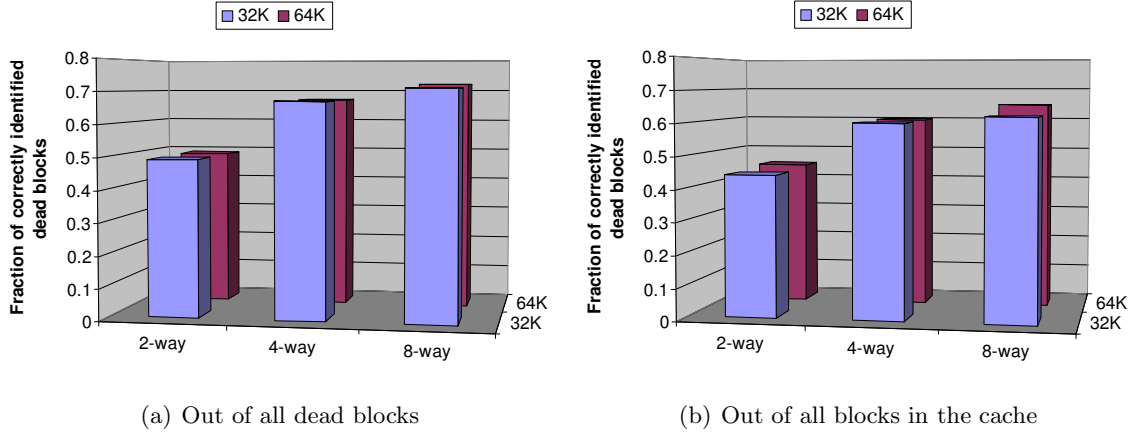 32K 64K
0.8
0.7
0.6
0.5
0.4
0.3
0.2
0.1
0
Fraction of correctly identified
dead blocks
64K
32K
2-way 4-way 8-way
(a) Out of all dead blocks
32K 64K
0.8
0.7
0.6
0.5
0.4
0.3
0.2
0.1
0
Fraction of correctly identified
dead blocks
64K
32K
2-way 4-way 8-way
(b) Out of all blocks in the cache